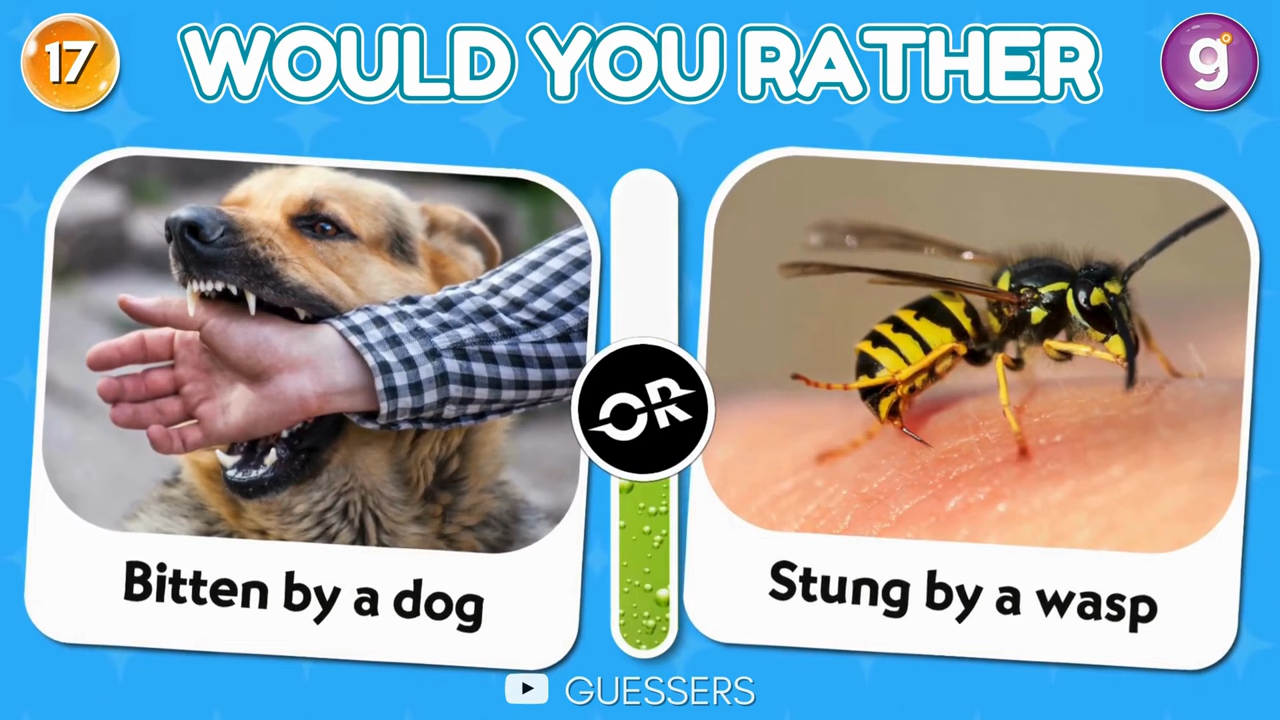 17
WOULD YOU RATHER
g
OR
Bitten by a dog
Stung by a wasp
GUESSERS